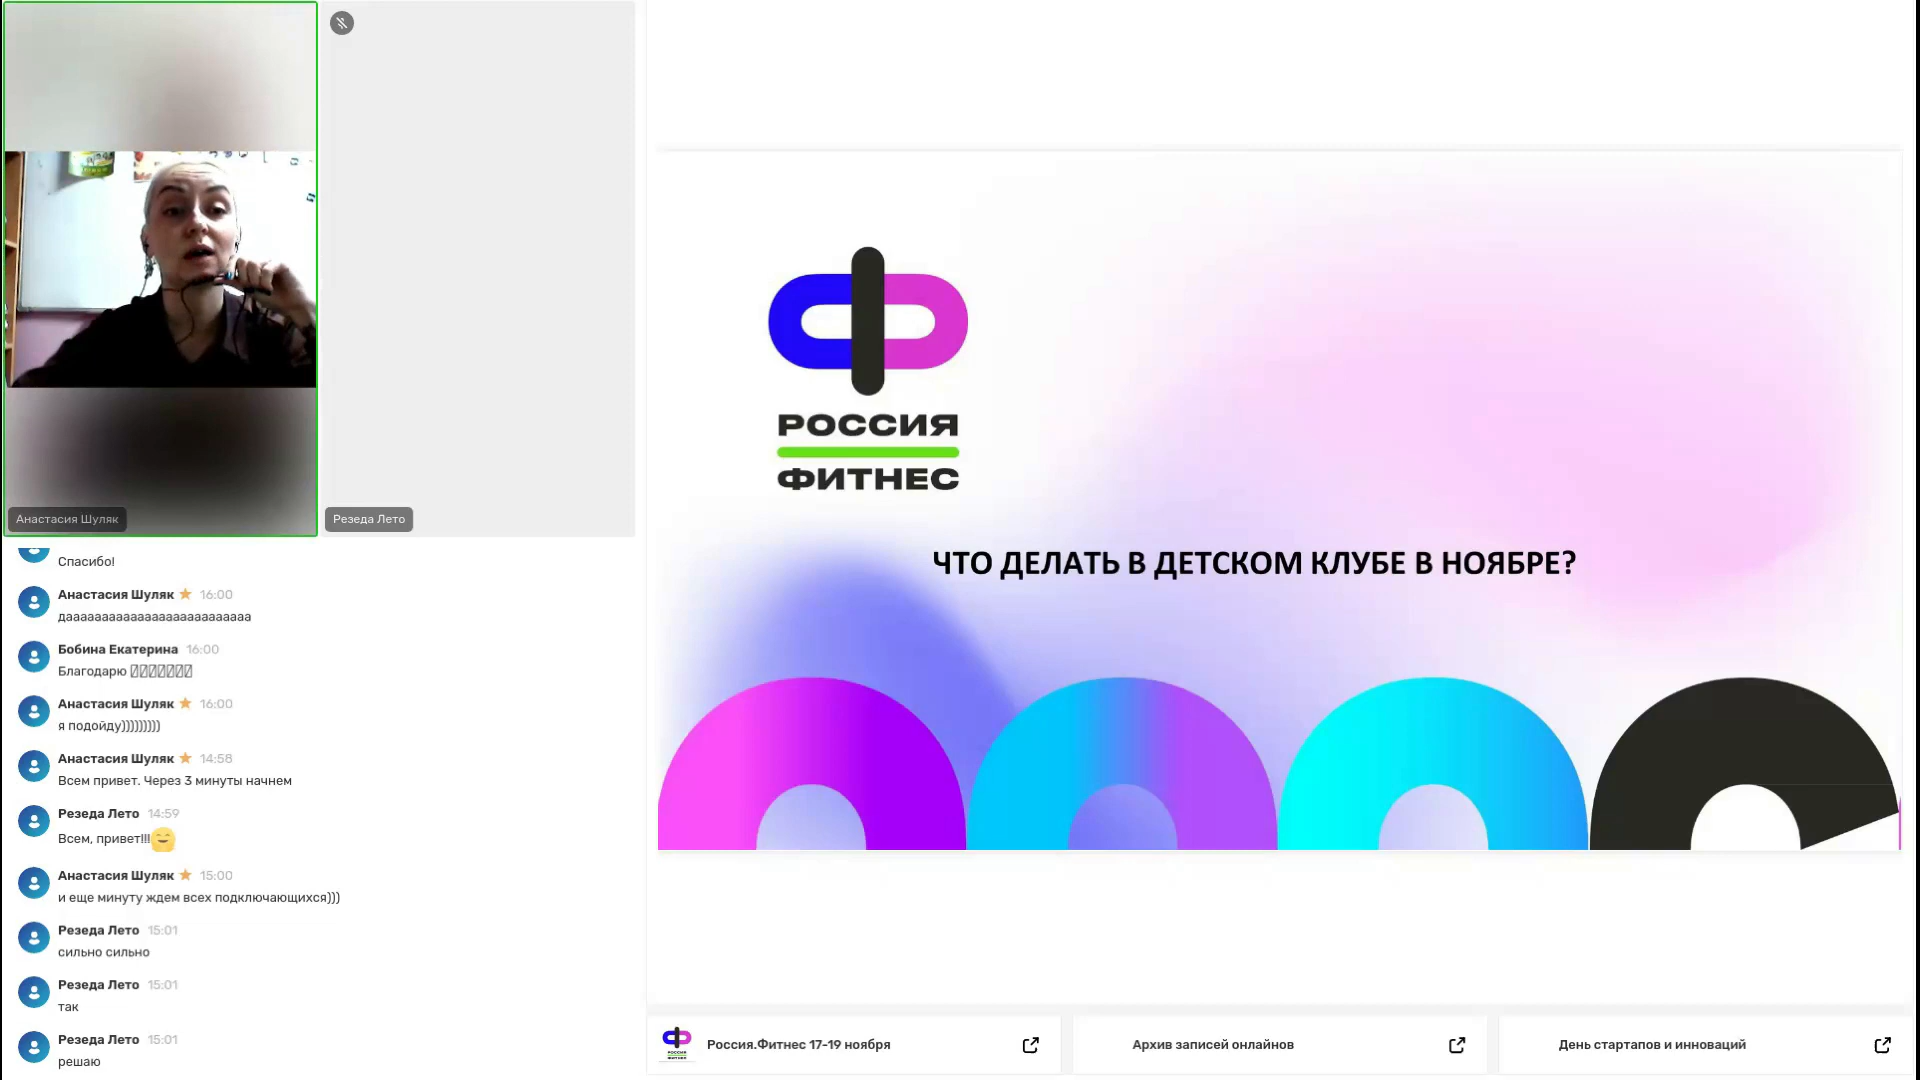 Анастасия Шуляк
Резеда Лето
Спасибо!
Анастасия Шуляк 16:00
даааааааааааааааааааааааааа
Бобина Екатерина 16:00
Благодарю
Анастасия Шуляк 16:00
я подойду)))))))))
Анастасия Шуляк 14:58
Всем привет. Через 3 минуты начнем
Резеда Лето 14:59
Всем, привет!!!
Анастасия Шуляк 15:00
и еще минуту ждем всех подключающихся)))
Резеда Лето 15:01
сильно сильно
Резеда Лето 15:01
так
Резеда Лето 15:01
решаю
РОССИЯ
ФИТНЕС
ЧТО ДЕЛАТЬ В ДЕТСКОМ КЛУБЕ В НОЯБРЕ?
Россия.Фитнес 17-19 ноября
Архив записей онлайнов
День стартапов и инноваций